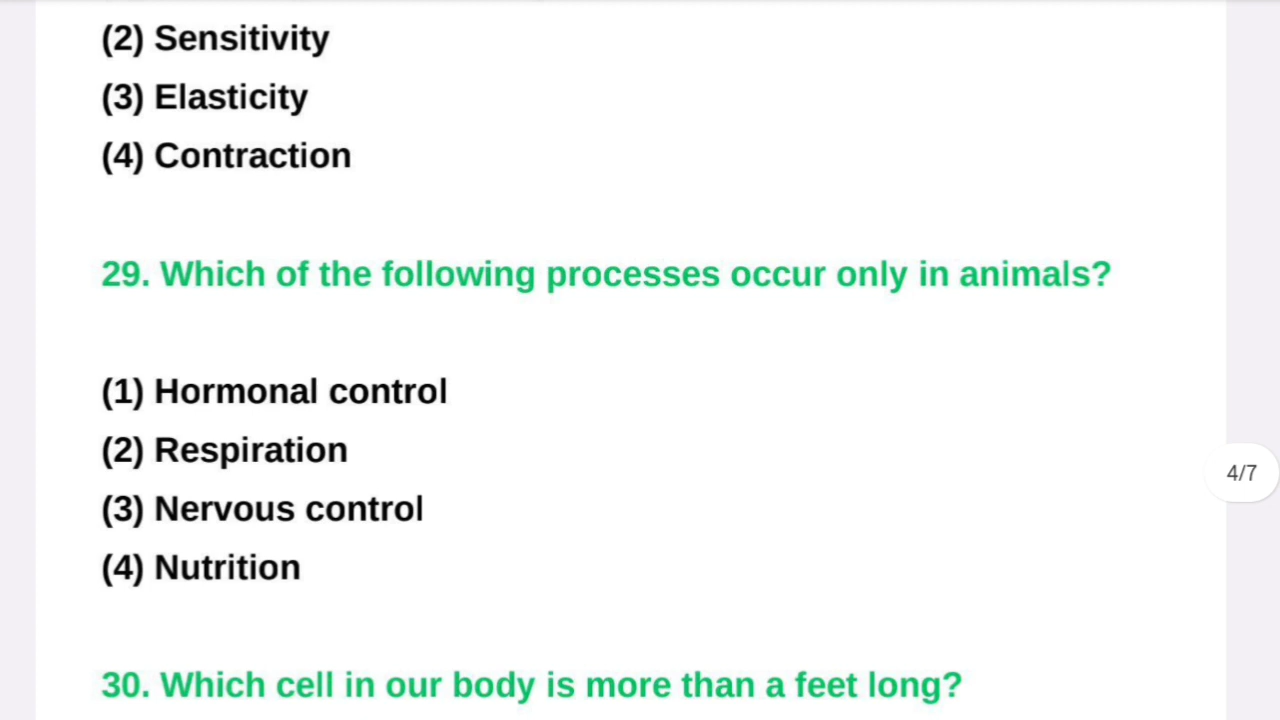 (2) Sensitivity
(3) Elasticity
(4) Contraction
29. Which of the following processes occur only in animals?
(1) Hormonal control
(2) Respiration
(3) Nervous control
(4) Nutrition
4/7
30. Which cell in our body is more than a feet long?